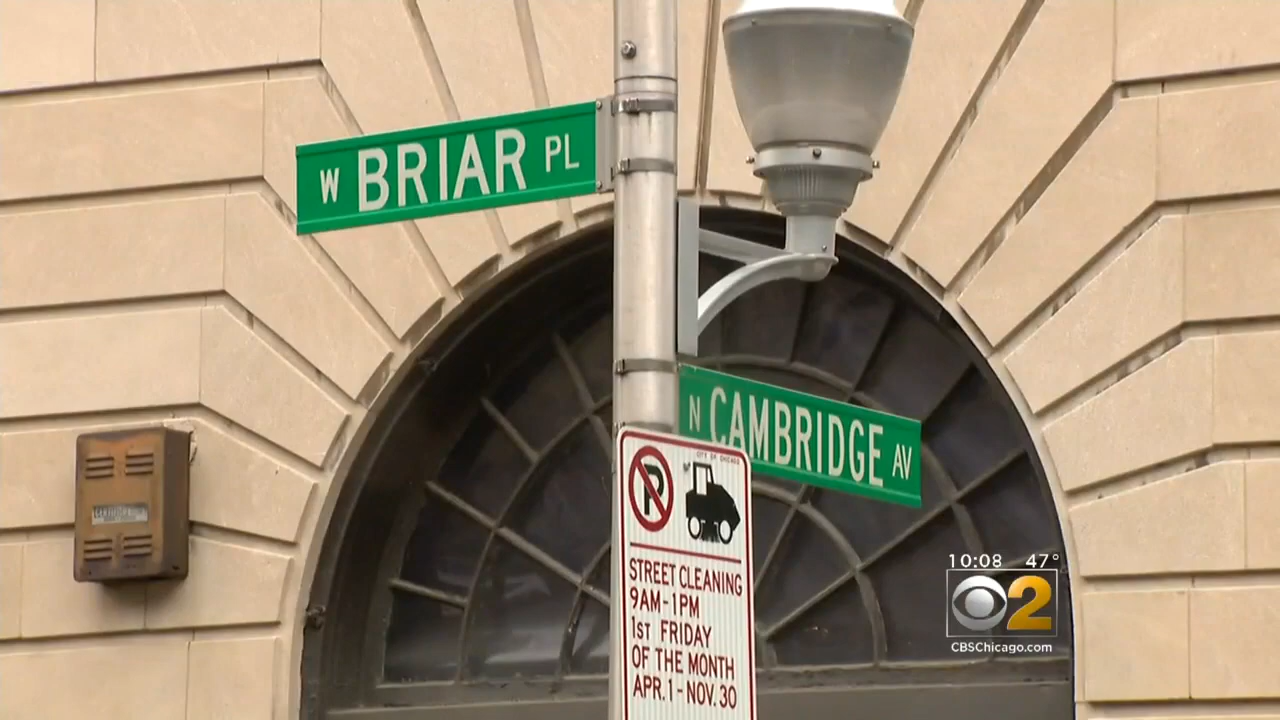 W BRIAR PL
N CAMBRIDGE AV
CITY OF CHICAGO
P
STREET CLEANING
9AM-1PM
1ST FRIDAY
OF THE MONTH
APR.1-NOV.30
10:08 47°
2
CBSChicago.com